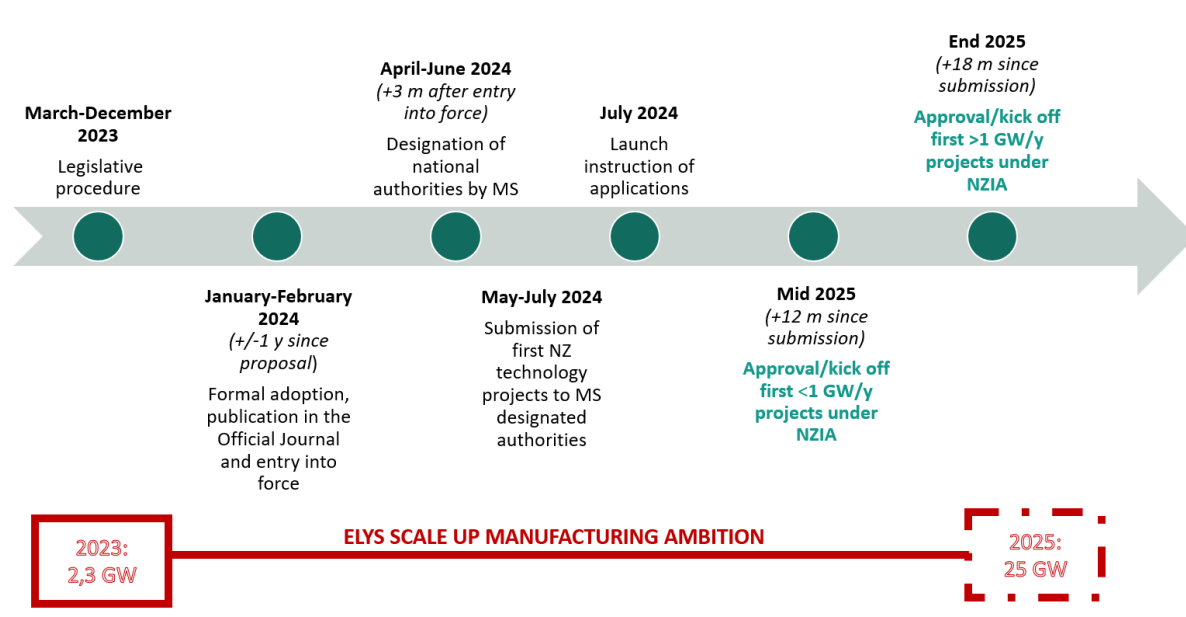 March-December
2023
Legislative
procedure
January-February
2024
(+/-1 y since
proposal)
Formal adoption,
publication in the
Official Journal
and entry into
force
April-June 2024
(+3 m after entry
into force)
Designation of
national
authorities by MS
May-July 2024
Submission of
first NZ
technology
projects to MS
designated
authorities
July 2024
Launch
instruction of
applications
Mid 2025
(+12 m since
submission)
Approval/kick off
first <1 GW/y
projects under
NZIA
End 2025
(+18 m since
submission)
Approval/kick off
first >1 GW/y
projects under
NZIA
ELYS SCALE UP MANUFACTURING AMBITION
2023:
2,3 GW
2025:
25 GW